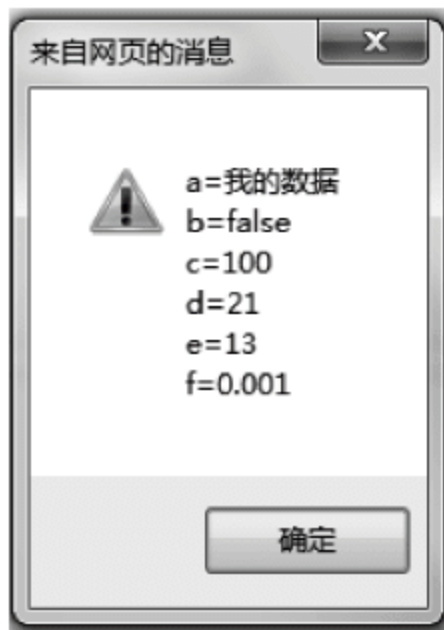 来自网页的消息
a=我的数据
b=false
c=100
d=21
e=13
f=0.001
确定